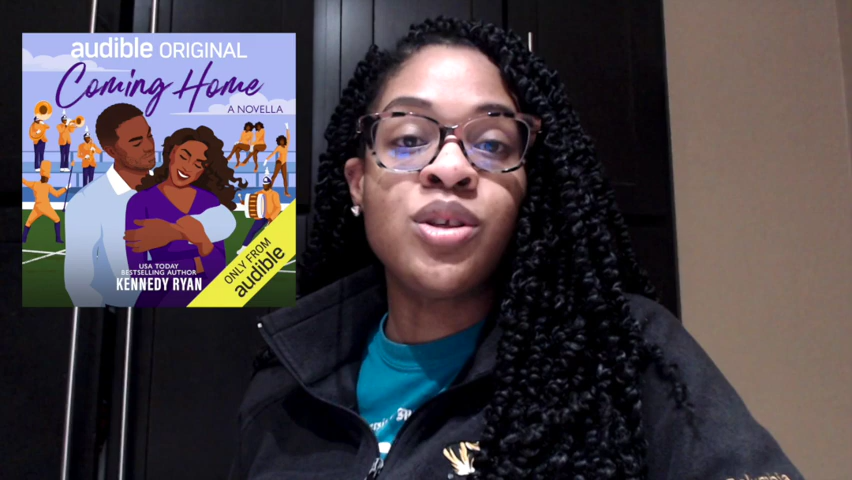 audible ORIGINAL
Coming Home
A NOVELLA
USA TODAY
BESTSELLING AUTHOR
KENNEDY RYAN
ONLY FROM
audible